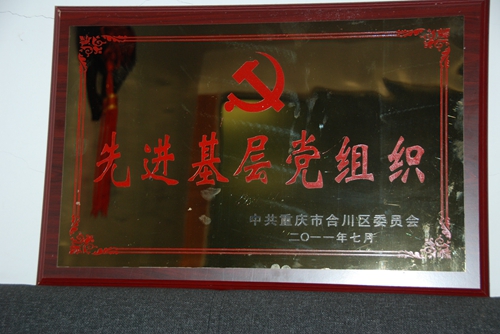 先进基层党组织
中共重庆市合川区委员会
二〇一一年七月